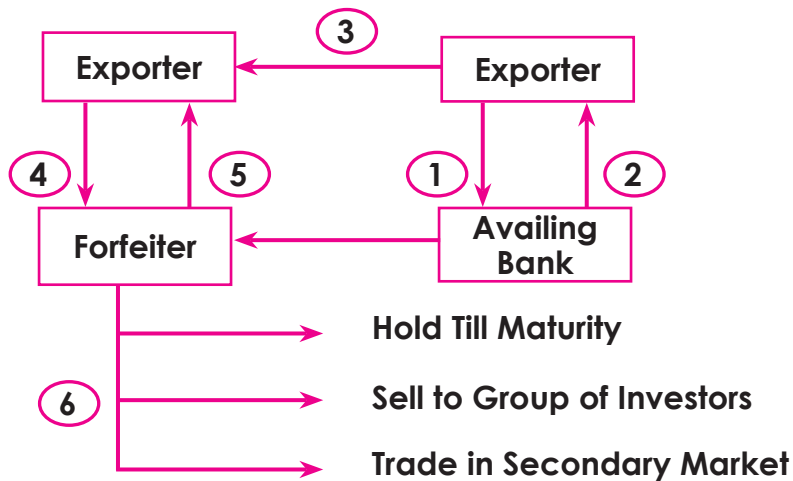 3
Exporter
Exporter
4
5
1
2
Forfeiter
Availing
Bank
Hold Till Maturity
6
Sell to Group of Investors
Trade in Secondary Market